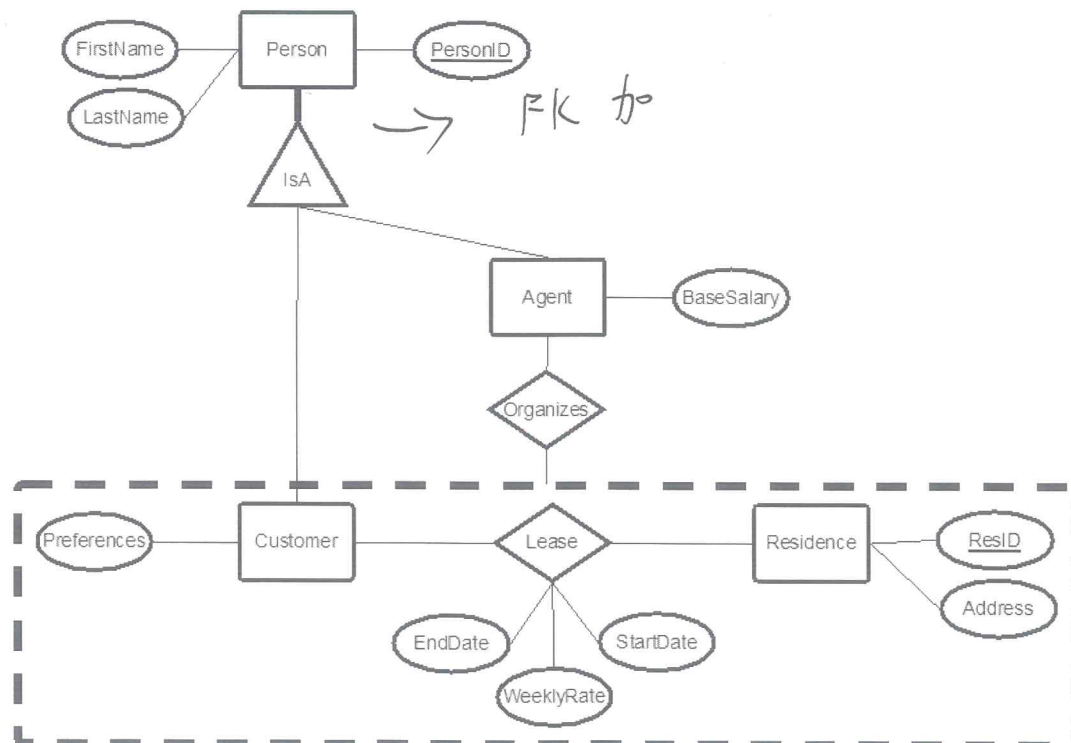 FirstName
Person
PersonID
LastName
FK 加
IsA
Agent
BaseSalary
Organizes
Preferences
Customer
Lease
Residence
ResID
Address
EndDate
StartDate
WeeklyRate